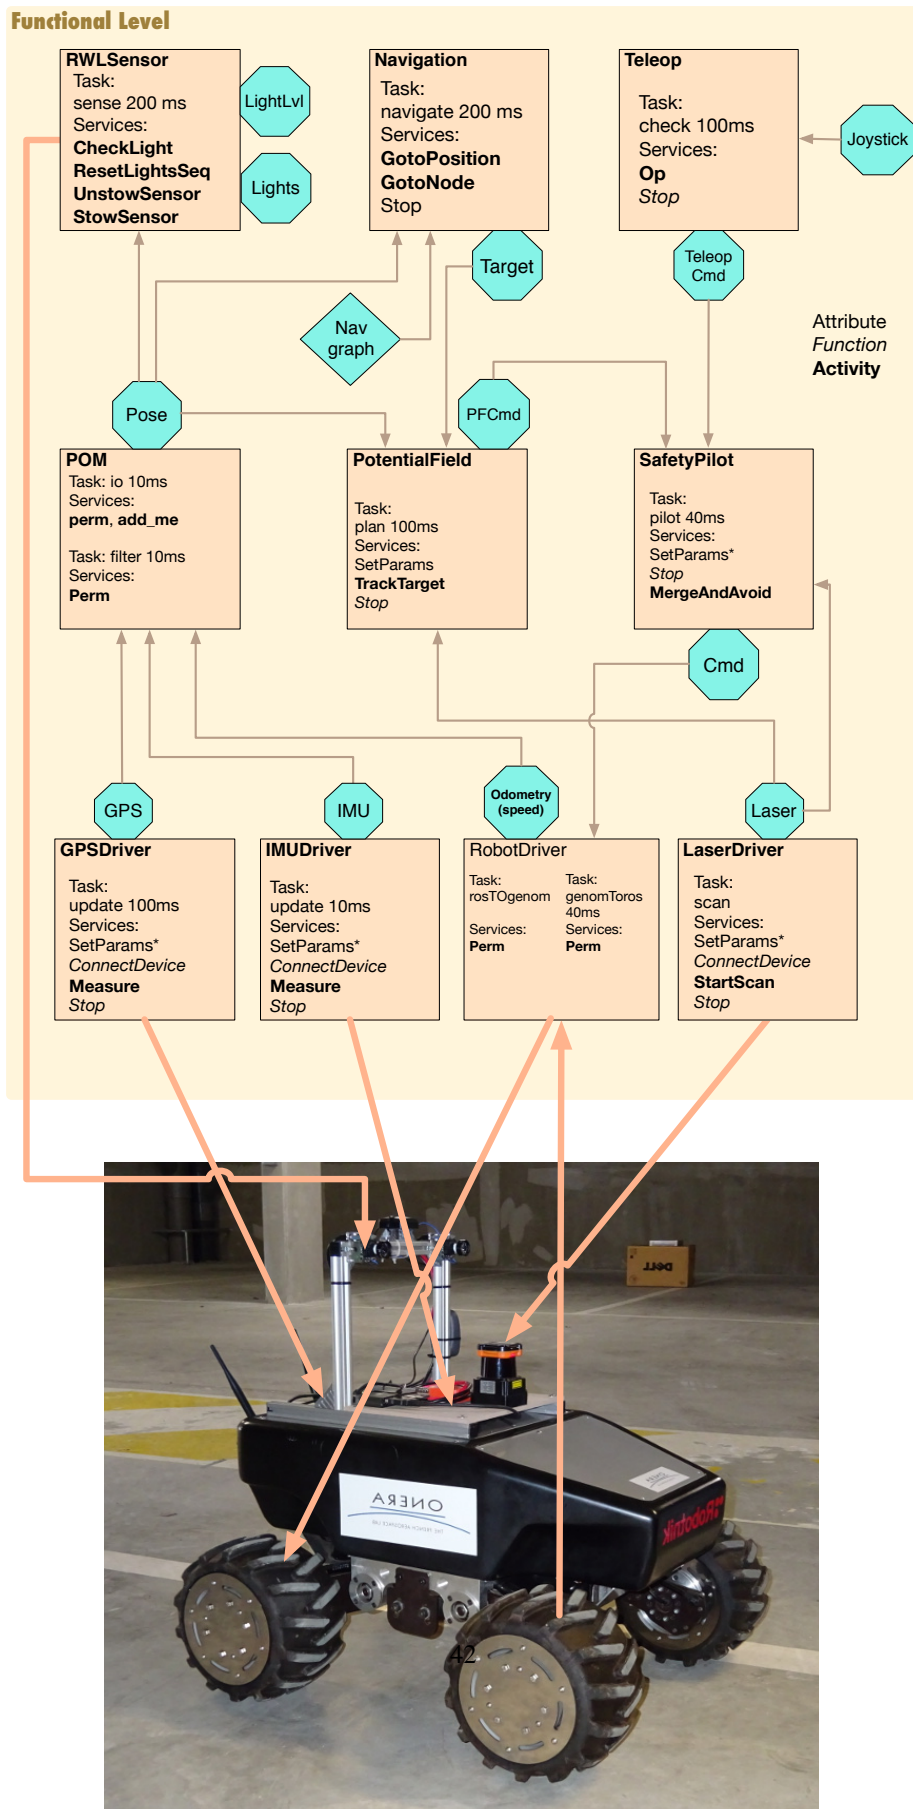 Functional Level
RWLSensor
Task:
sense 200 ms
Services:
CheckLight
ResetLightsSeq
UnstowSensor
StowSensor
LightLvl
Lights
Navigation
Task:
navigate 200 ms
Services:
GotoPosition
GotoNode
Stop
Teleop
Task:
check 100ms
Services:
Op
Stop
Joystick
Target
Teleop
Cmd
Nav
graph
Attribute
Function
Activity
Pose
PFCmd
POM
Task: io 10ms
Services:
perm, add_me
Task: filter 10ms
Services:
Perm
PotentialField
Task:
plan 100ms
Services:
SetParams
TrackTarget
Stop
SafetyPilot
Task:
pilot 40ms
Services:
SetParams*
Stop
MergeAndAvoid
Cmd
GPS
IMU
Odometry
(speed)
Laser
GPSDriver
Task:
update 100ms
Services:
SetParams*
ConnectDevice
Measure
Stop
IMUDriver
Task:
update 10ms
Services:
SetParams*
ConnectDevice
Measure
Stop
RobotDriver
Task:
rosTOgenom
Services:
Perm
Task:
genomToros
40ms
Services:
Perm
LaserDriver
Task:
scan
Services:
SetParams*
ConnectDevice
StartScan
Stop
DELL
ONERA
THE FRENCH AEROSPACE LAB
Robotnik
42